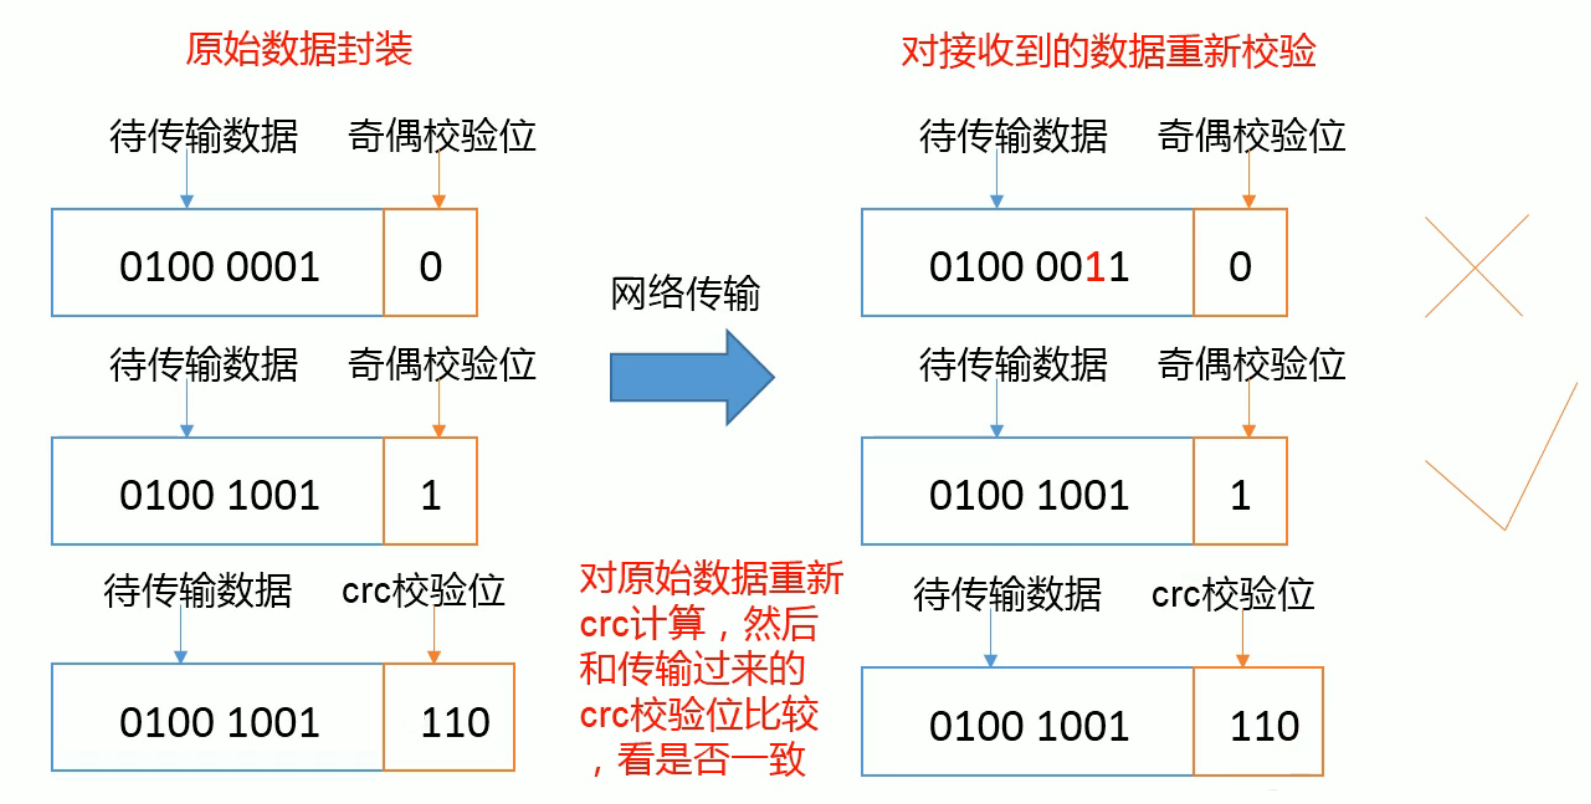 原始数据封装
对接收到的数据重新校验
待传输数据 奇偶校验位
待传输数据 奇偶校验位
0100 0001 0
0100 0011 0
网络传输
待传输数据 奇偶校验位
待传输数据 奇偶校验位
0100 1001 1
0100 1001 1
对原始数据重新
crc计算，然后
和传输过来的
crc校验位比较
，看是否一致
待传输数据 crc校验位
待传输数据 crc校验位
0100 1001 110
0100 1001 110